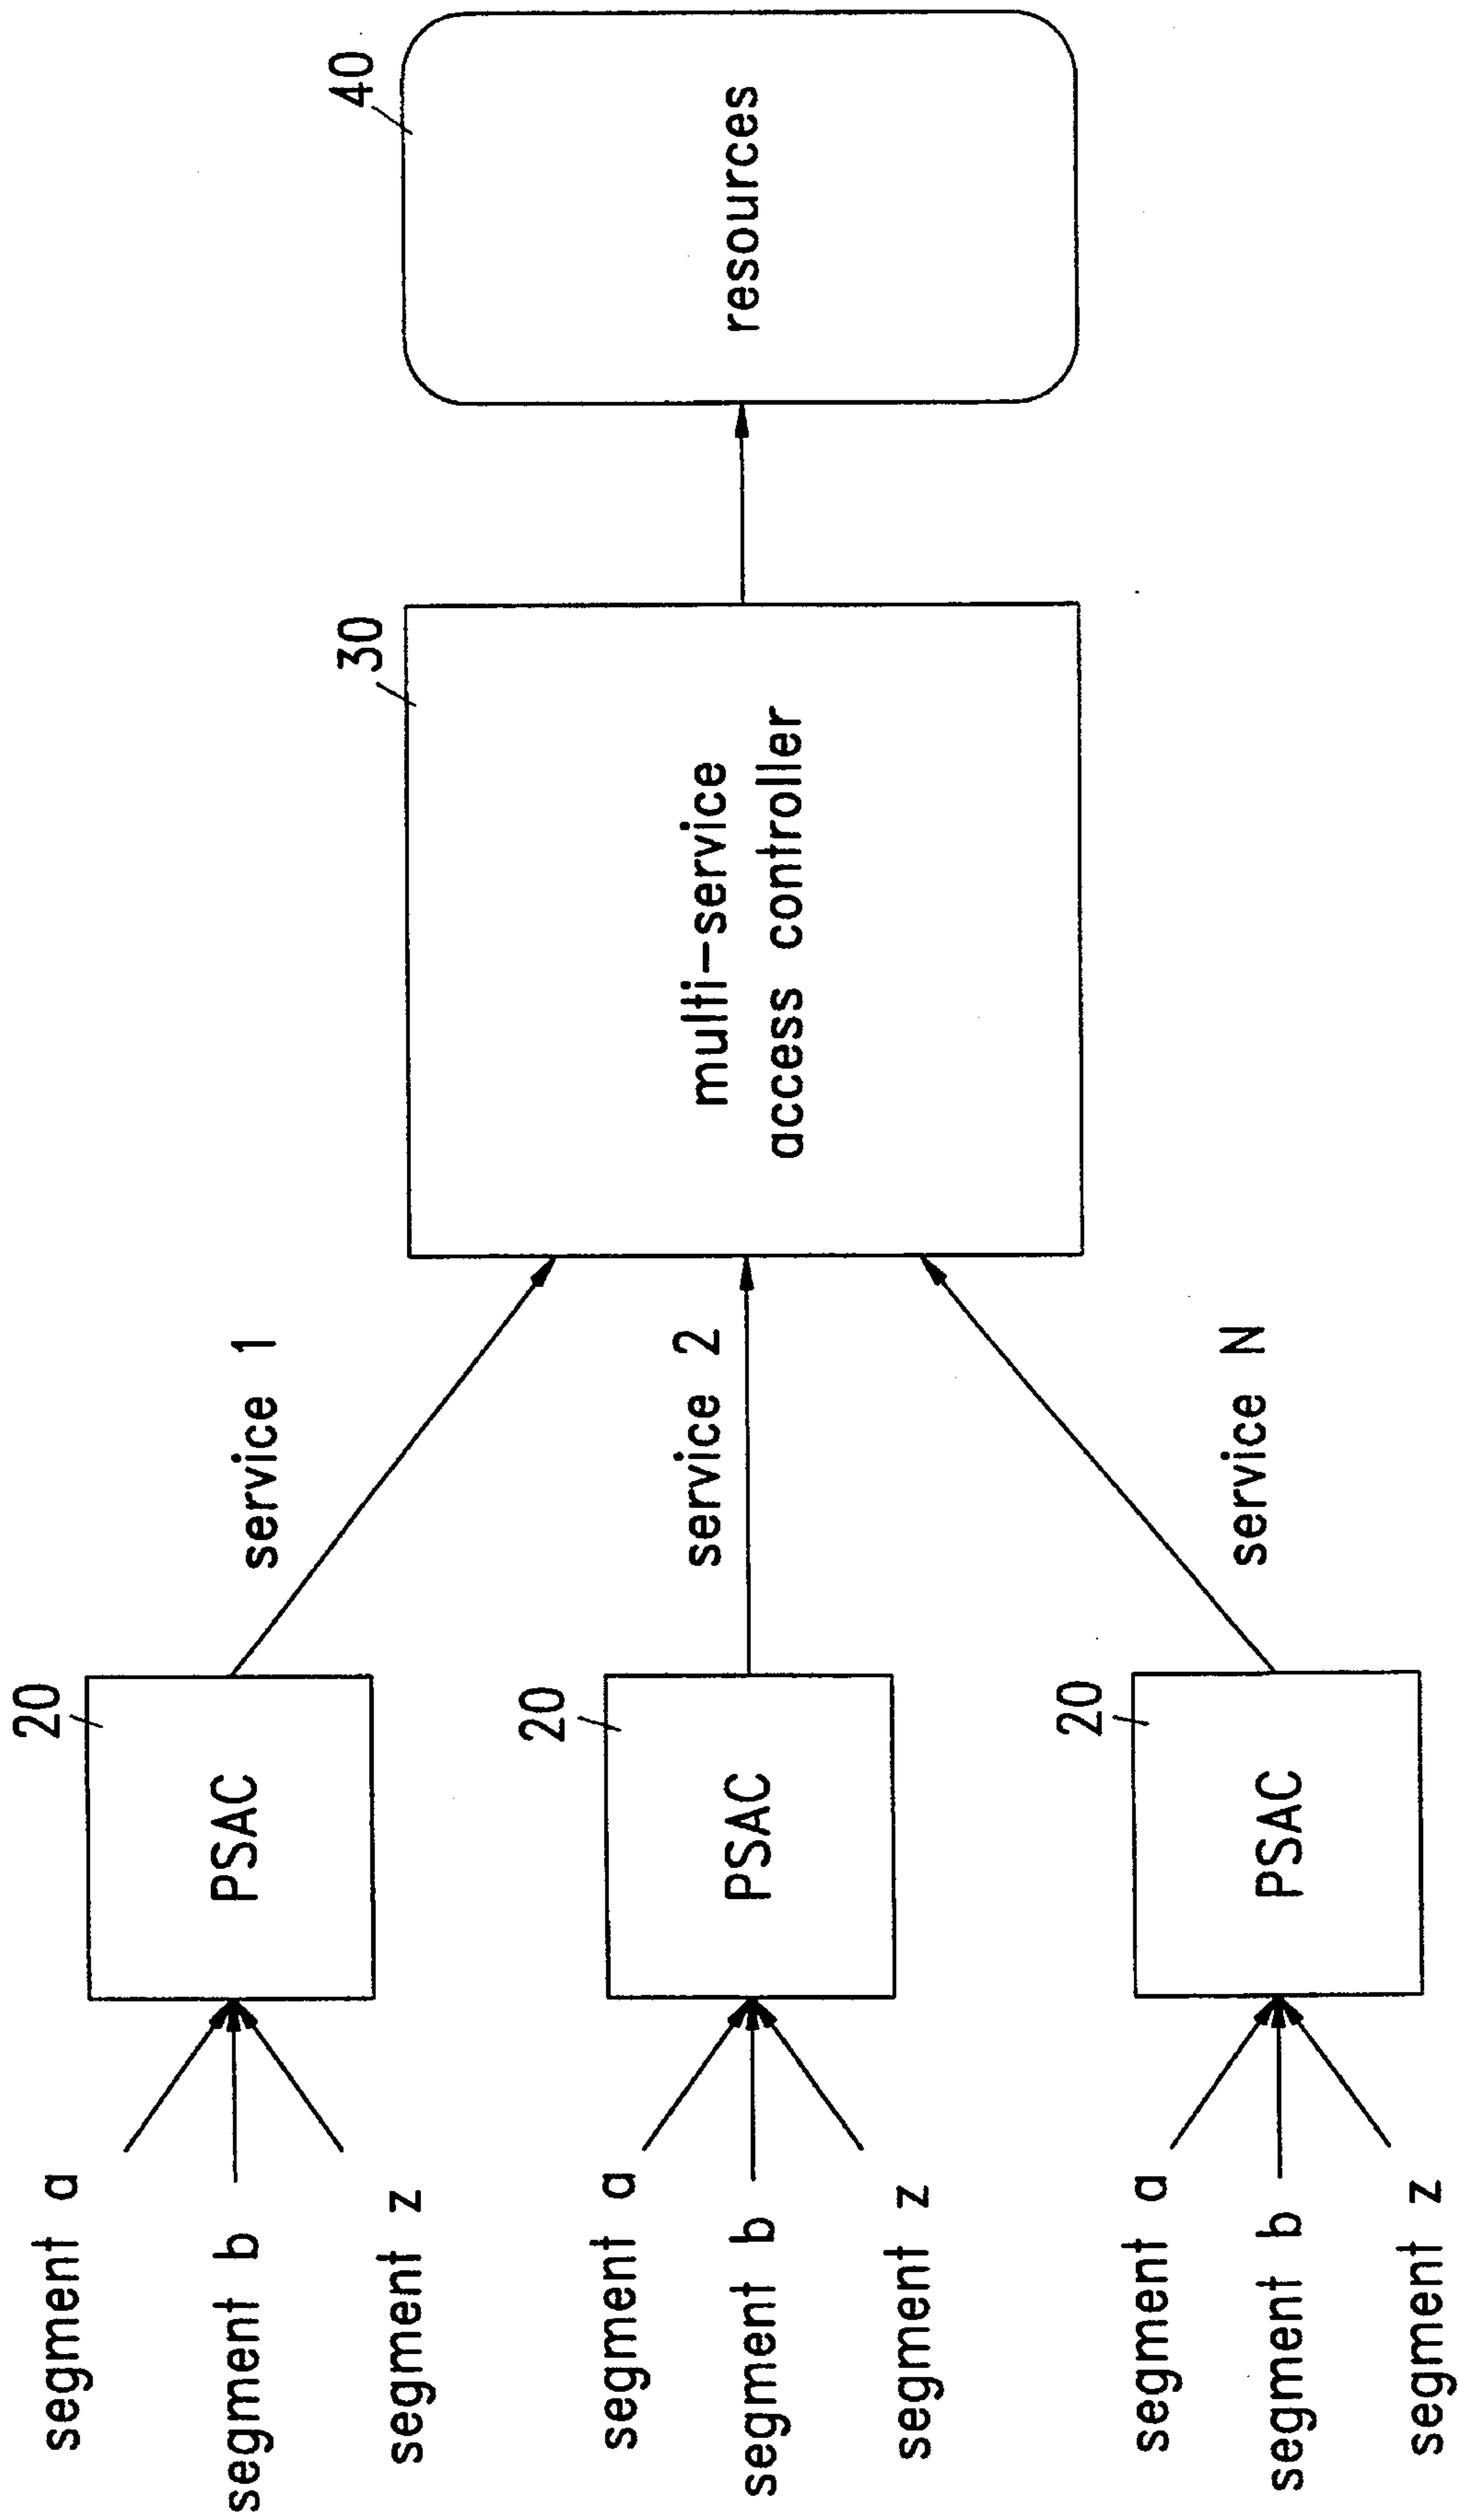 segment a
segment b
segment z
20
PSAC
service 1
segment a
segment b
segment z
20
PSAC
service 2
segment a
segment b
segment z
20
PSAC
service N
30
multi-service
access controller
40
resources